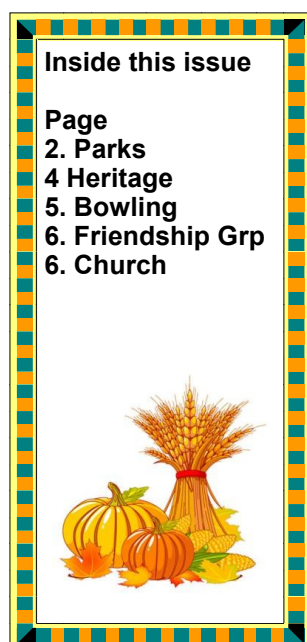 Inside this issue
Page
2. Parks
4 Heritage
5. Bowling
6. Friendship Grp
6. Church